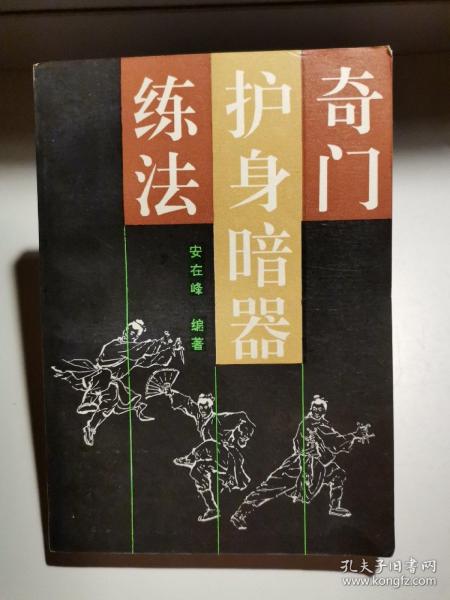 奇门
护身暗器
练法
安在峰 编著
孔夫子旧书网
www.kongfz.com